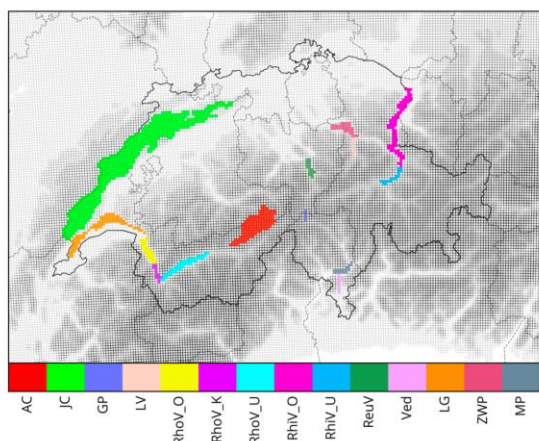 AC
JC
GP
LV
RhoV_O
RhoV_K
RhoV_U
RhiV_O
RhiV_U
ReuV
Ved
LG
ZWP
MP